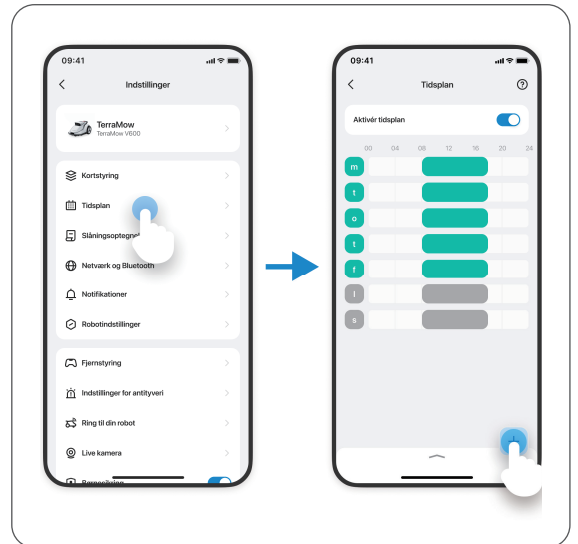 09:41
Indstillinger
TerraMow
TerraMow V600
Kortstyring
Tidsplan
Netværk og Bluetooth
Notifikationer
Robotindstillinger
Fjernstyring
Indstillinger for antityveri
Ring til din robot
Live kamera
09:41
Tidsplan
Aktivér tidsplan
00 04 08 12 16 20 24
m
t
o
t
f
l
s